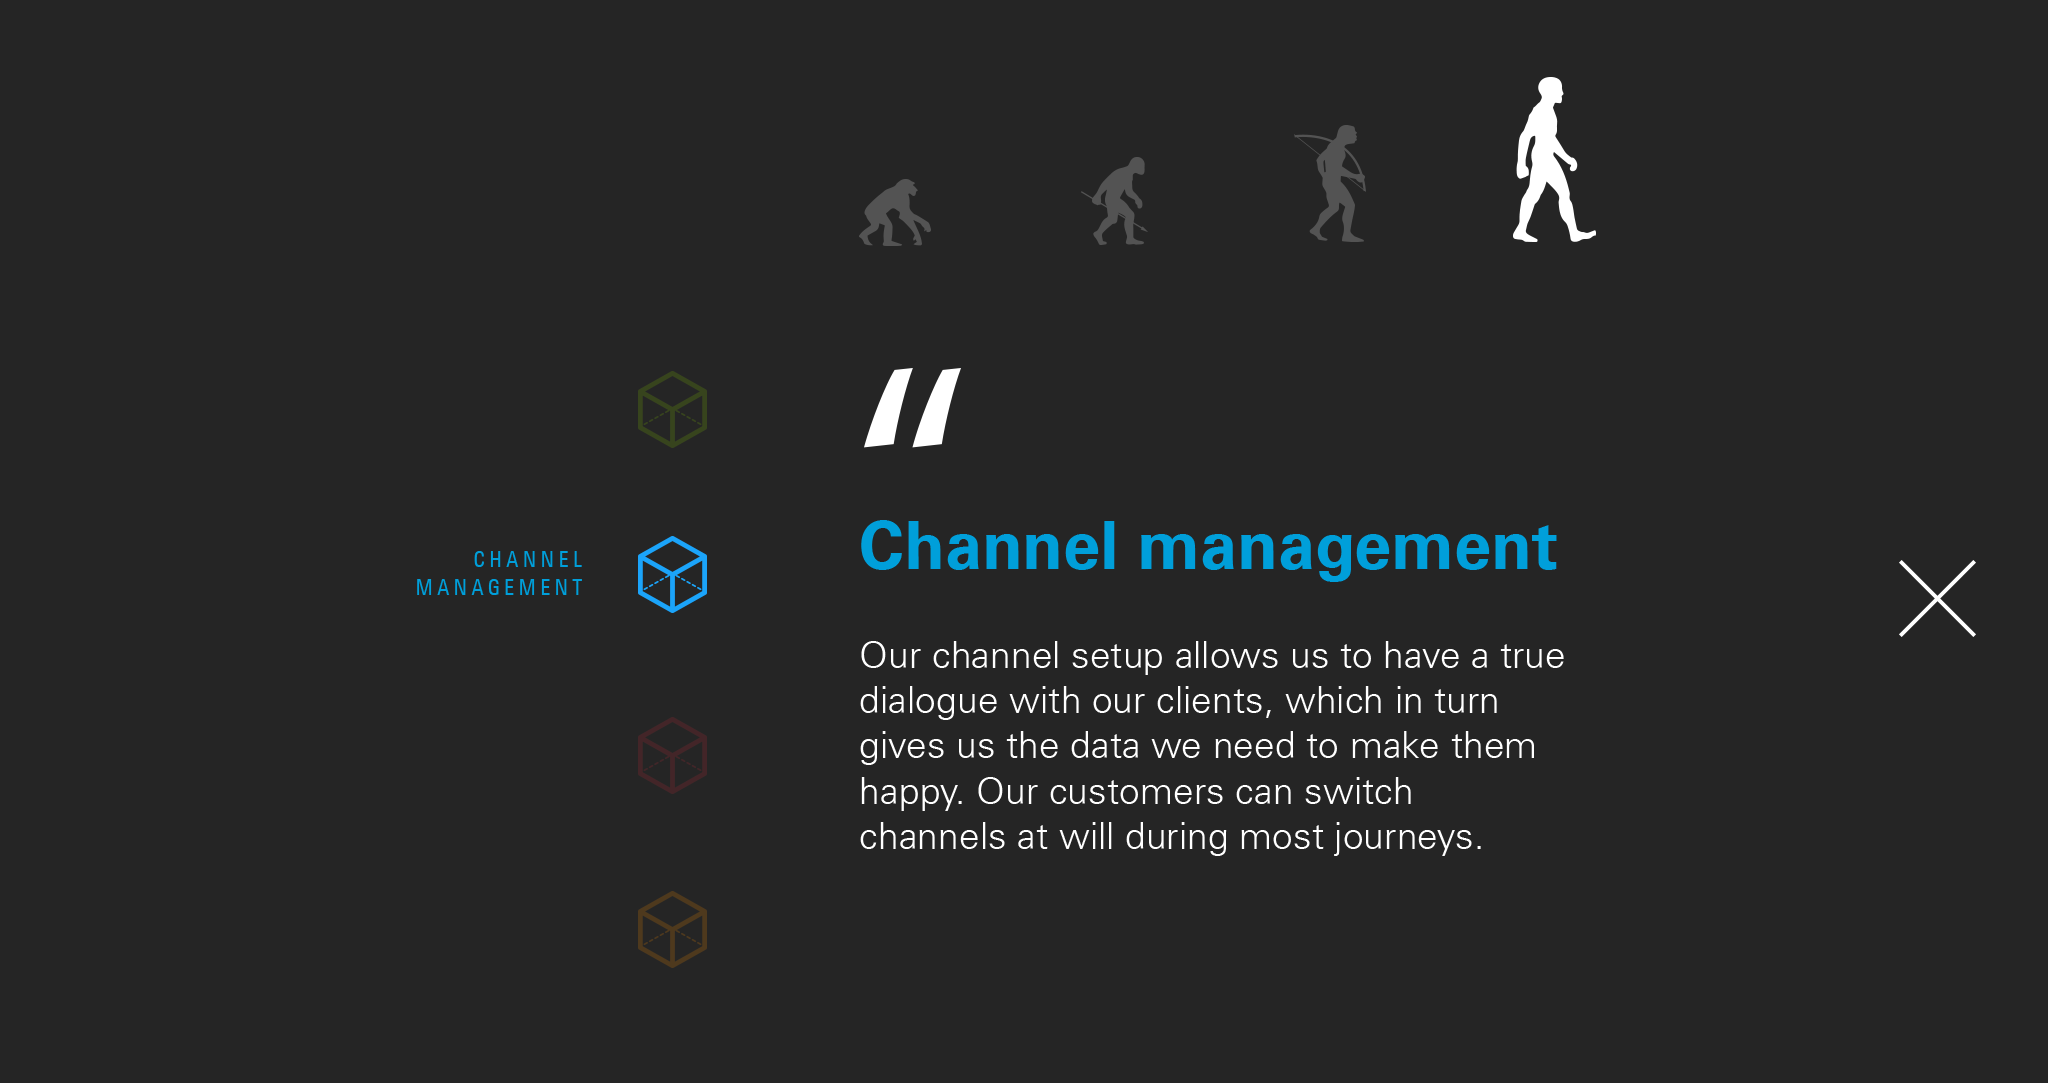 CHANNEL
MANAGEMENT
“
Channel management
Our channel setup allows us to have a true
dialogue with our clients, which in turn
gives us the data we need to make them
happy. Our customers can switch
channels at will during most journeys.